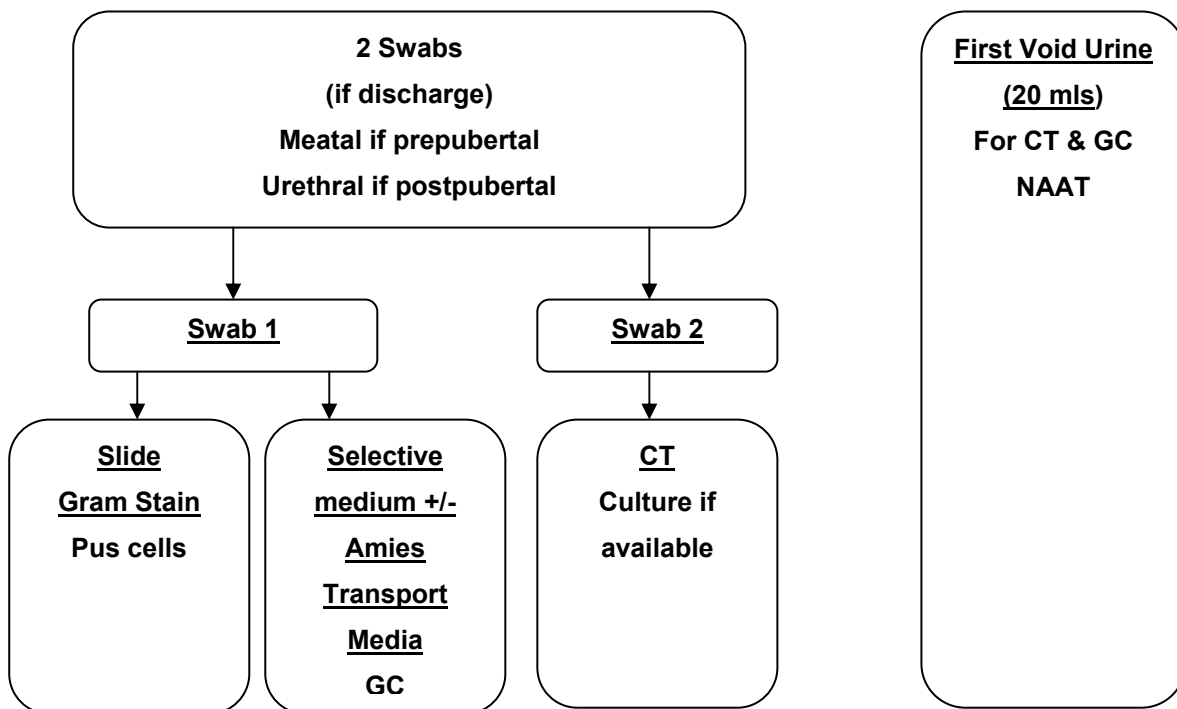 2 Swabs
(if discharge)
Meatal if prepubertal
Urethral if postpubertal
First Void Urine
(20 mls)
For CT & GC
NAAT
Swab 1
Swab 2
Slide
Gram Stain
Pus cells
Selective
medium +/-
Amies
Transport
Media
GC
CT
Culture if
available